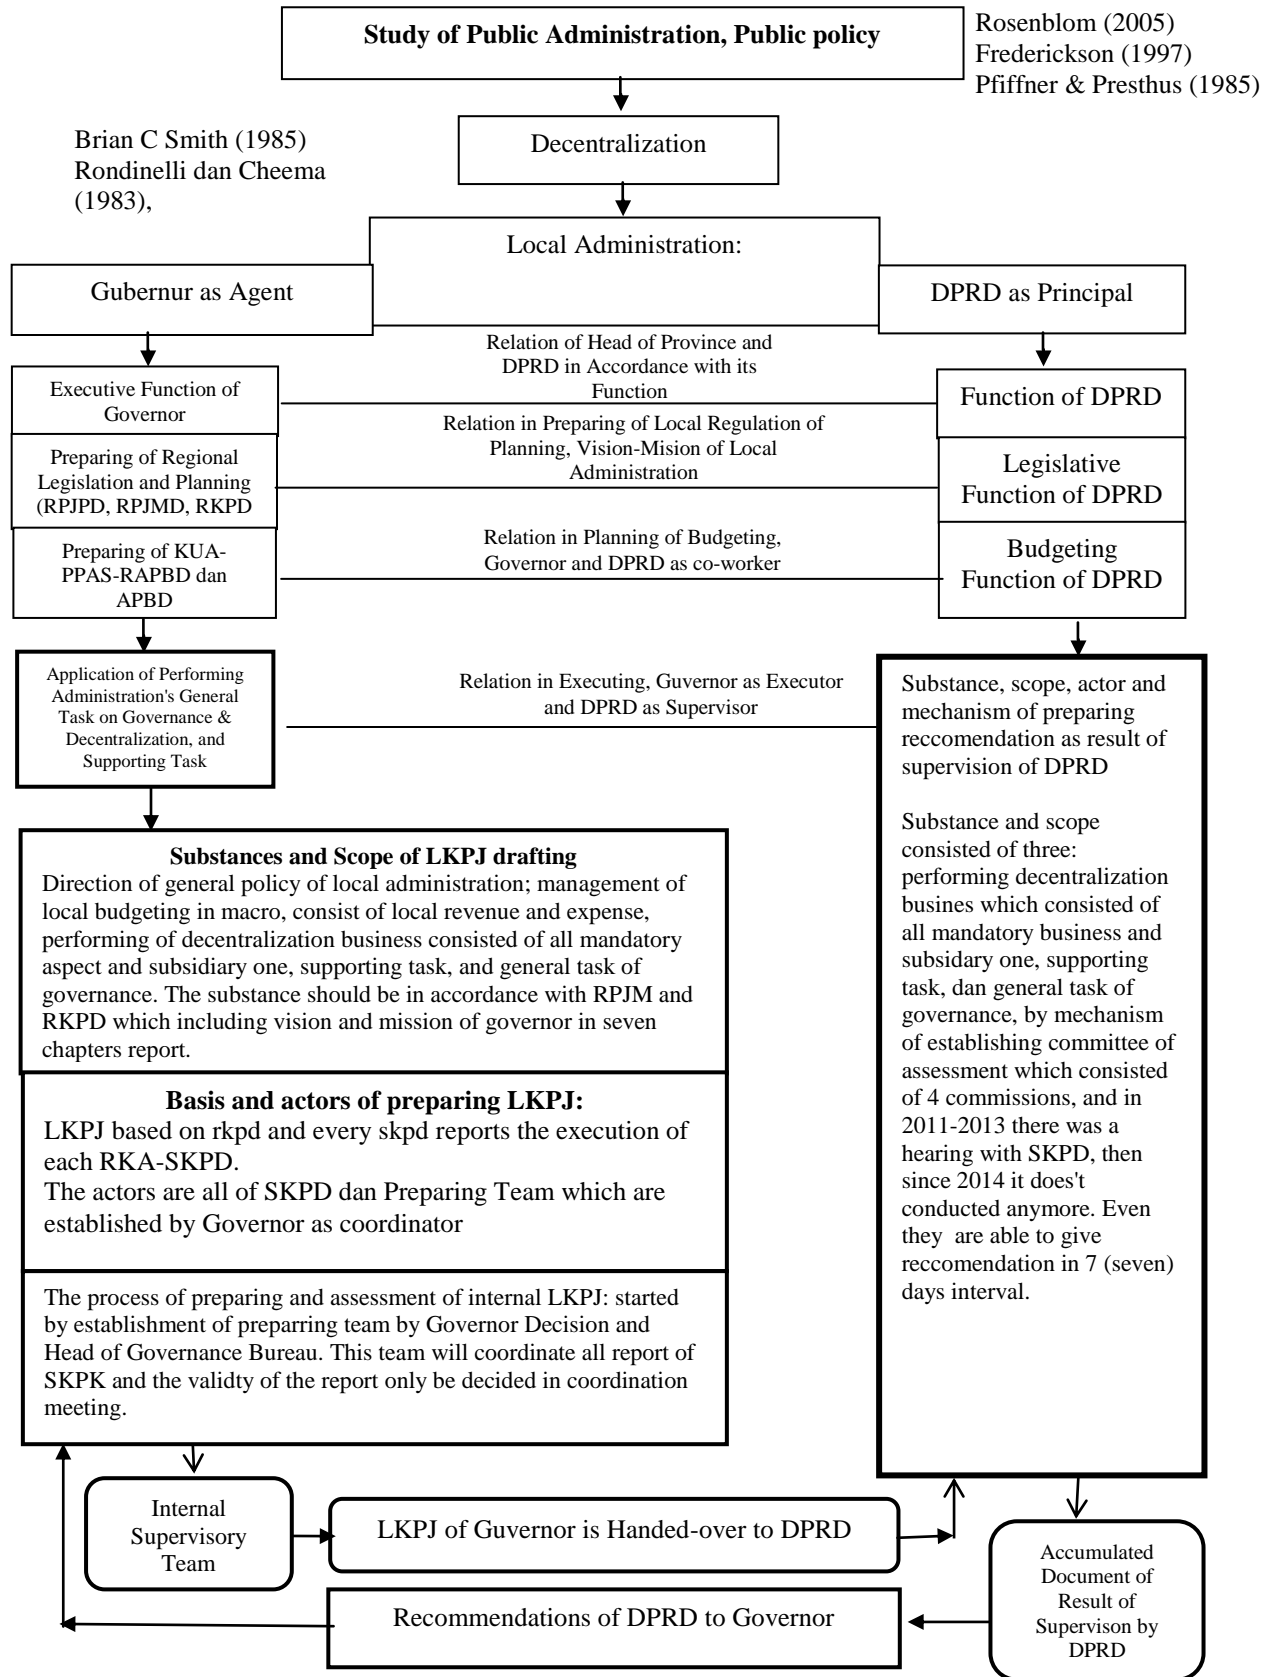 Study of Public Administration, Public policy
Rosenblom (2005)
Frederickson (1997)
Pfiffner & Presthus (1985)
Brian C Smith (1985)
Rondinelli dan Cheema
(1983),
Decentralization
Local Administration:
Gubernur as Agent
DPRD as Principal
Relation of Head of Province and
DPRD in Accordance with its
Function
Executive Function of
Governor
Function of DPRD
Relation in Preparing of Local Regulation of
Planning, Vision-Mision of Local
Administration
Preparing of Regional
Legislation and Planning
(RPJPD, RPJMD, RKPD
Legislative
Function of DPRD
Relation in Planning of Budgeting,
Governor and DPRD as co-worker
Preparing of KUA-
PPAS-RAPBD dan
APBD
Budgeting
Function of DPRD
Application of Performing
Administration's General
Task on Governance &
Decentralization, and
Supporting Task
Relation in Executing, Guvernor as Executor
and DPRD as Supervisor
Substance, scope, actor and
mechanism of preparing
reccomendation as result of
supervision of DPRD
Substance and scope
consisted of three:
performing decentralization
busines which consisted of
all mandatory business and
subsidary one, supporting
task, dan general task of
governance, by mechanism
of establishing committee of
assessment which consisted
of 4 commissions, and in
2011-2013 there was a
hearing with SKPD, then
since 2014 it does't
conducted anymore. Even
they are able to give
reccomendation in 7 (seven)
days interval.
Substances and Scope of LKPJ drafting
Direction of general policy of local administration; management of
local budgeting in macro, consist of local revenue and expense,
performing of decentralization business consisted of all mandatory
aspect and subsidiary one, supporting task, and general task of
governance. The substance should be in accordance with RPJM and
RKPD which including vision and mission of governor in seven
chapters report.
Basis and actors of preparing LKPJ:
LKPJ based on rkpd and every skpd reports the execution of
each RKA-SKPD.
The actors are all of SKPD dan Preparing Team which are
established by Governor as coordinator
The process of preparing and assessment of internal LKPJ: started
by establishment of preparring team by Governor Decision and
Head of Governance Bureau. This team will coordinate all report of
SKPK and the validty of the report only be decided in coordination
meeting.
Internal
Supervisory
Team
LKPJ of Guvernor is Handed-over to DPRD
Accumulated
Document of
Result of
Supervison by
DPRD
Recommendations of DPRD to Governor